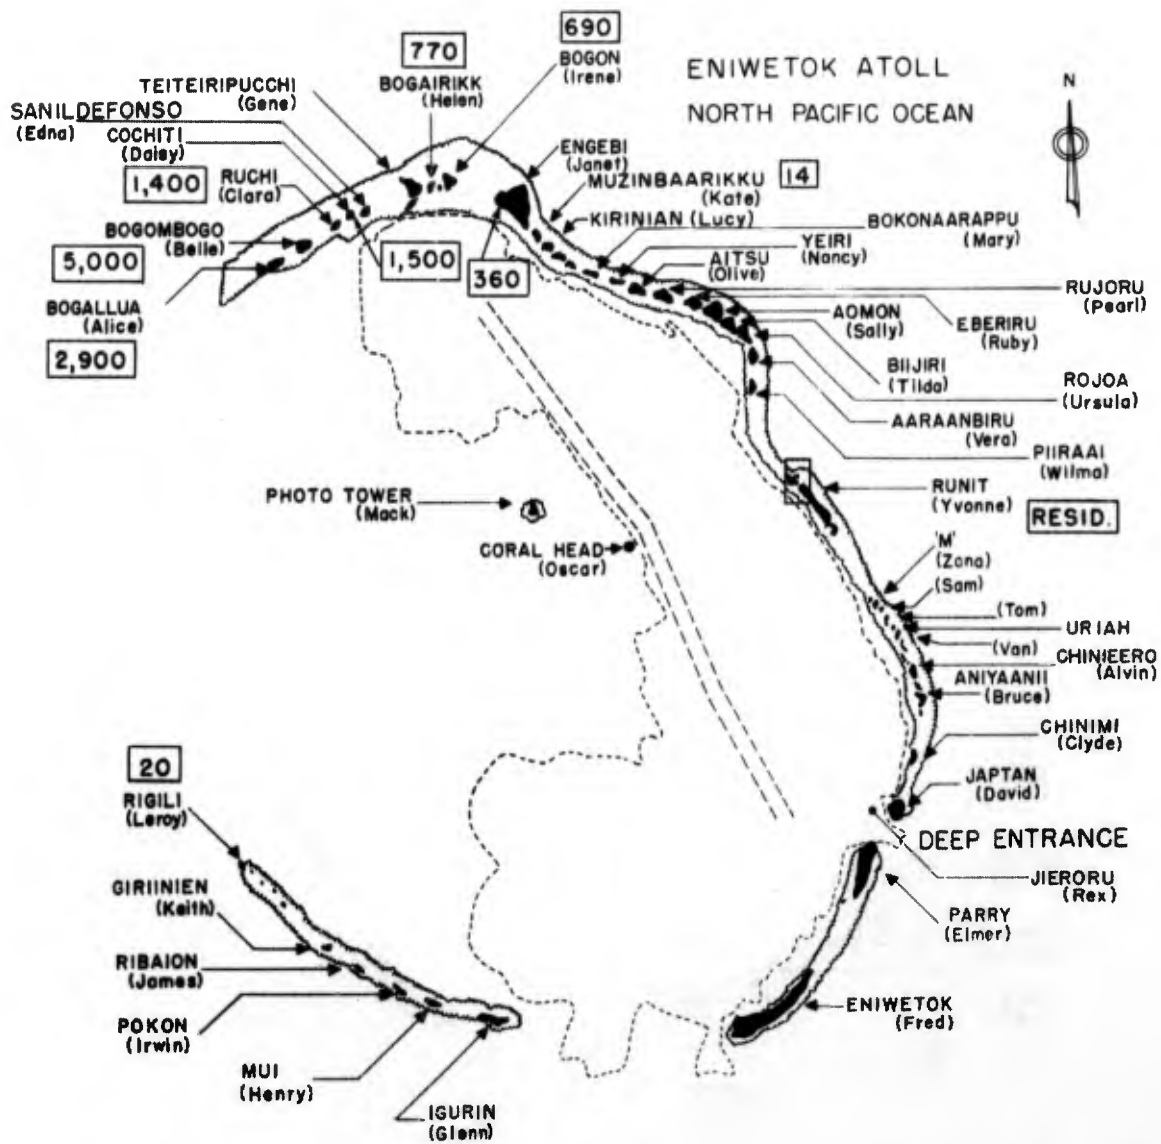 690
770
BOGON
(Irene)
ENIWETOK ATOLL
NORTH PACIFIC OCEAN
N
BOGAIRIKK
(Helen)
TEITEIRIPUCCHI
(Gene)
SANILDEFONSO
(Edna)
COCHITI
(Daisy)
1,400
RUCHI
(Clara)
BOGOMBOGO
(Belle)
5,000
BOGALLUA
(Alice)
2,900
1,500
360
ENGEBI
(Janet)
MUZINBAARIKKU
(Kate)
14
KIRINIAN (Lucy)
BOKONAARAPPU
(Mary)
YEIRI
(Nancy)
AITSU
(Olive)
RUJORU
(Pearl)
EBERIRU
(Ruby)
AOMON
(Sally)
BIIJIRI
(Tilda)
ROJOA
(Ursula)
AARAANBIRU
(Vera)
PIIRAAI
(Wilma)
RUNIT
(Yvonne)
RESID.
PHOTO TOWER
(Mack)
CORAL HEAD
(Oscar)
'M'
(Zona)
(Sam)
(Tom)
URIAH
(Van)
CHINIEERO
(Alvin)
ANIYAANII
(Bruce)
CHINIMI
(Clyde)
JAPTAN
(David)
DEEP ENTRANCE
JIERORU
(Rex)
PARRY
(Elmer)
ENIWETOK
(Fred)
20
RIGILI
(Leroy)
GIRIINIEN
(Keith)
RIBAION
(James)
POKON
(Irwin)
MUI
(Henry)
IGURIN
(Glenn)